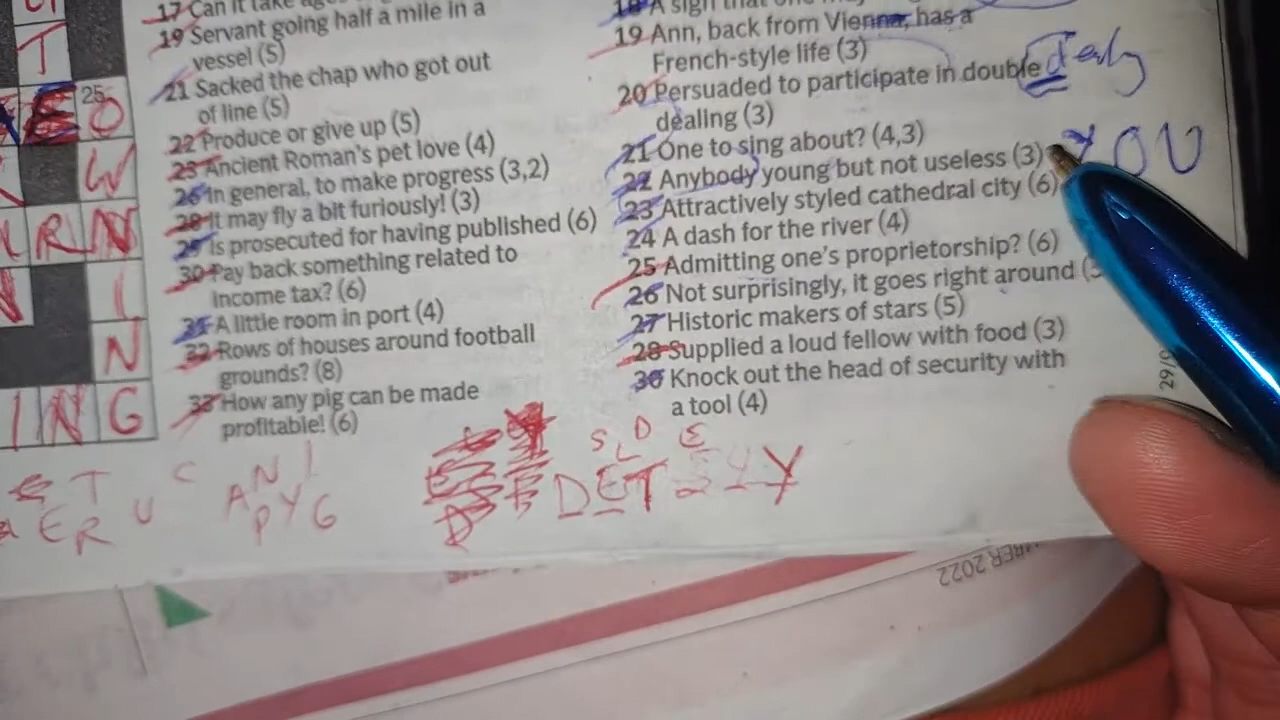 17 Can it take
19 Servant going half a mile in a
vessel (5)
21 Sacked the chap who got out
of line (5)
22 Produce or give up (5)
23 Ancient Roman's pet love (4)
26 In general, to make progress (3,2)
28 It may fly a bit furiously! (3)
29 Is prosecuted for having published (6)
30 Pay back something related to
income tax? (6)
31 A little room in port (4)
32 Rows of houses around football
grounds? (8)
33 How any pig can be made
profitable! (6)
18 A sign that one
19 Ann, back from Vienna, has a
French-style life (3)
20 Persuaded to participate in double
dealing (3)
21 One to sing about? (4,3)
22 Anybody young but not useless (3)
23 Attractively styled cathedral city (6)
24 A dash for the river (4)
25 Admitting one's proprietorship? (6)
26 Not surprisingly, it goes right around
27 Historic makers of stars (5)
28 Supplied a loud fellow with food (3)
30 Knock out the head of security with
a tool (4)
YOU
T
E 25 O
W
R N
I
N
I N G
E T C
E R U
N I
A P Y G
S L D E
D E T
Y
29/
BER 2022